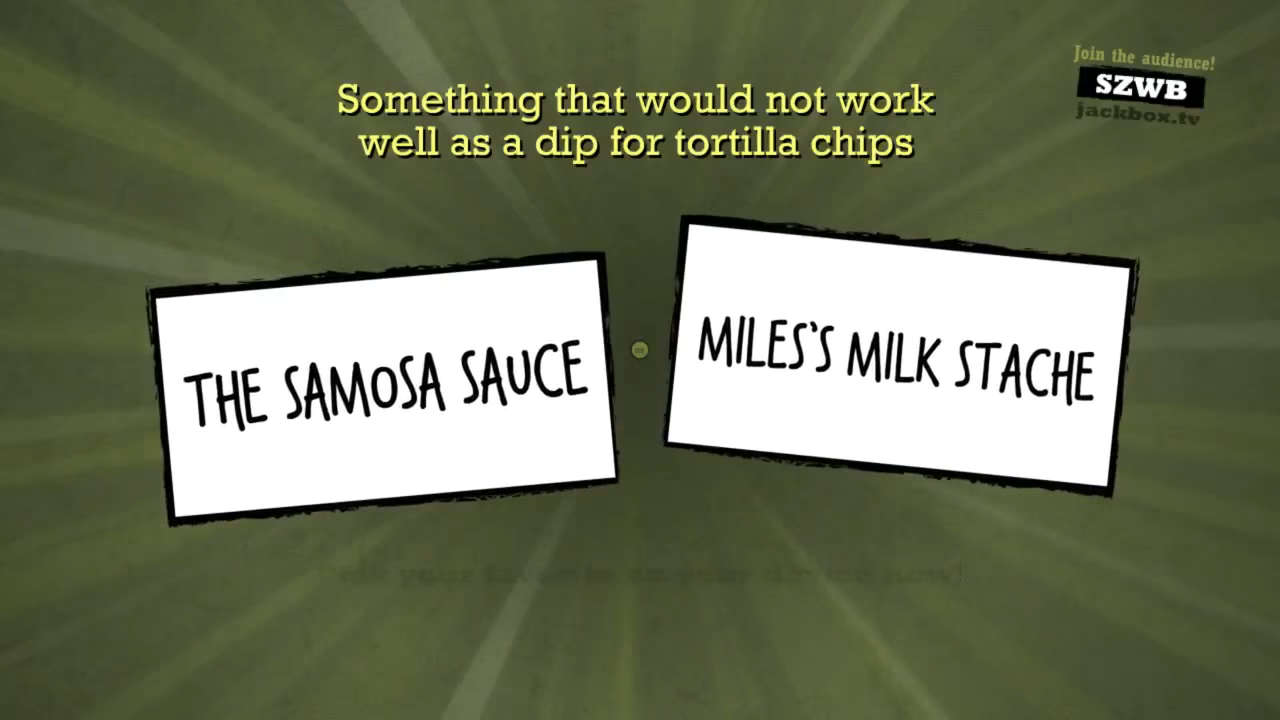 Join the audience!
SZWB
jackbox.tv
Something that would not work
well as a dip for tortilla chips
THE SAMOSA SAUCE
MILES'S MILK STACHE